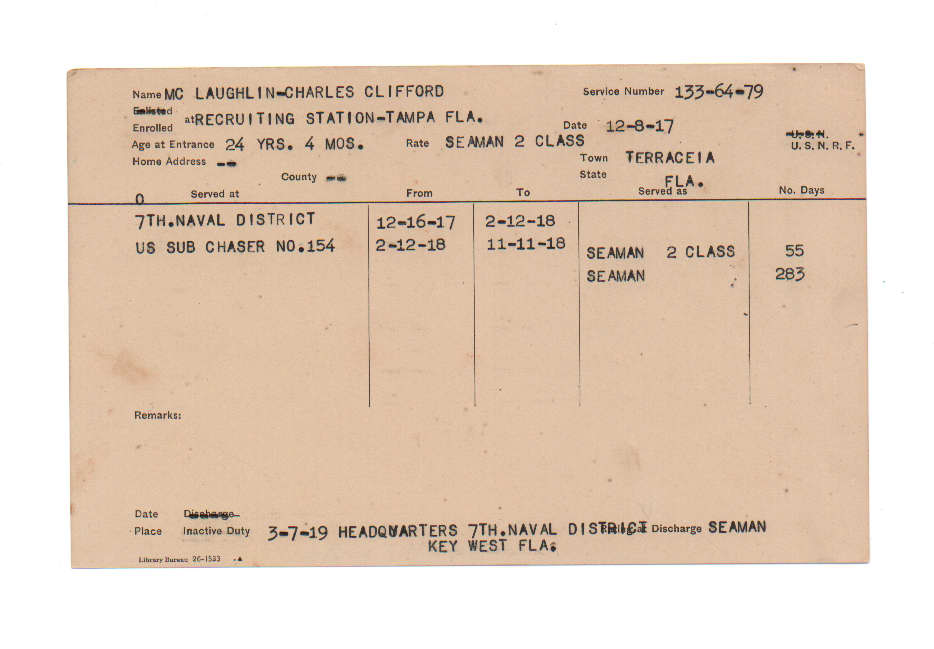 Name MC LAUGHLIN-CHARLES CLIFFORD Service Number 133-64-79
Enlisted
Enrolled at RECRUITING STATION-TAMPA FLA. Date 12-8-17 U.S.N.
Age at Entrance 24 YRS. 4 MOS. Rate SEAMAN 2 CLASS U. S. N. R. F.
Home Address -- Town TERRACEIA
County -- State FLA.
0 Served at From To Served as No. Days
7TH.NAVAL DISTRICT 12-16-17 2-12-18
US SUB CHASER NO.154 2-12-18 11-11-18 SEAMAN 2 CLASS 55
SEAMAN 283
Remarks:
Date Discharge
Place Inactive Duty 3-7-19 HEADQUARTERS 7TH.NAVAL DISTRICT Rating at Discharge SEAMAN
KEY WEST FLA.
Library Bureau 26-1533